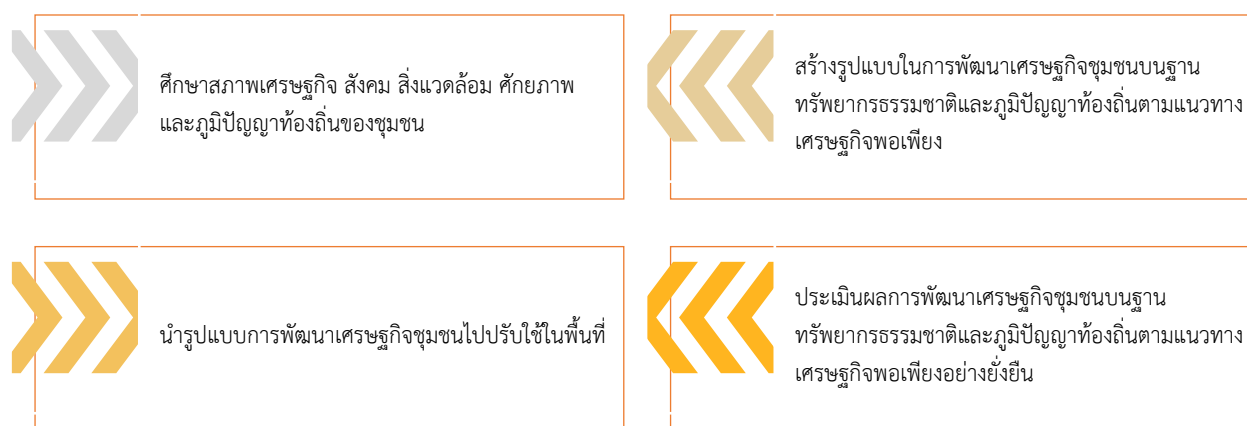 ศึกษาสภาพเศรษฐกิจ สังคม สิ่งแวดล้อม ศักยภาพ
และภูมิปัญญาท้องถิ่นของชุมชน
สร้างรูปแบบในการพัฒนาเศรษฐกิจชุมชนบนฐาน
ทรัพยากรธรรมชาติและภูมิปัญญาท้องถิ่นตามแนวทาง
เศรษฐกิจพอเพียง
นำรูปแบบการพัฒนาเศรษฐกิจชุมชนไปปรับใช้ในพื้นที่
ประเมินผลการพัฒนาเศรษฐกิจชุมชนบนฐาน
ทรัพยากรธรรมชาติและภูมิปัญญาท้องถิ่นตามแนวทาง
เศรษฐกิจพอเพียงอย่างยั่งยืน